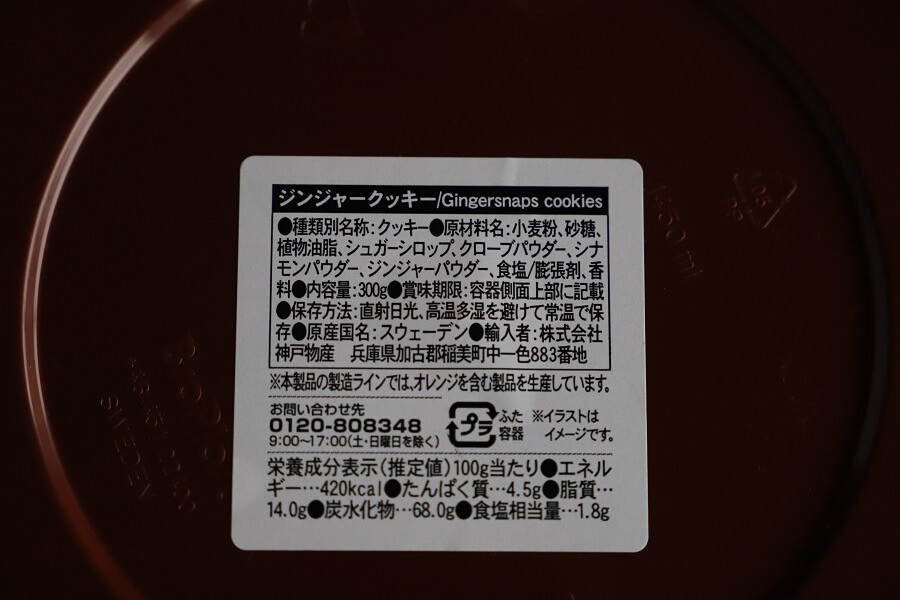 ジンジャークッキー/Gingersnaps cookies
●種類別名称:クッキー●原材料名:小麦粉、砂糖、
植物油脂、シュガーシロップ、クローブパウダー、シナ
モンパウダー、ジンジャーパウダー、食塩/膨張剤、香
料●内容量:300g●賞味期限:容器側面上部に記載
●保存方法:直射日光、高温多湿を避けて常温で保
存●原産国名:スウェーデン●輸入者:株式会社
神戸物産 兵庫県加古郡稲美町中一色883番地
※本製品の製造ラインでは、オレンジを含む製品を生産しています。
お問い合わせ先
0120-808348
9:00〜17:00(土・日曜日を除く)
プラ
ふた
容器
※イラストは
イメージです。
栄養成分表示(推定値)100g当たり●エネル
ギー…420kcal●たんぱく質…4.5g●脂質…
14.0g●炭水化物…68.0g●食塩相当量…1.8g
SWEDEN